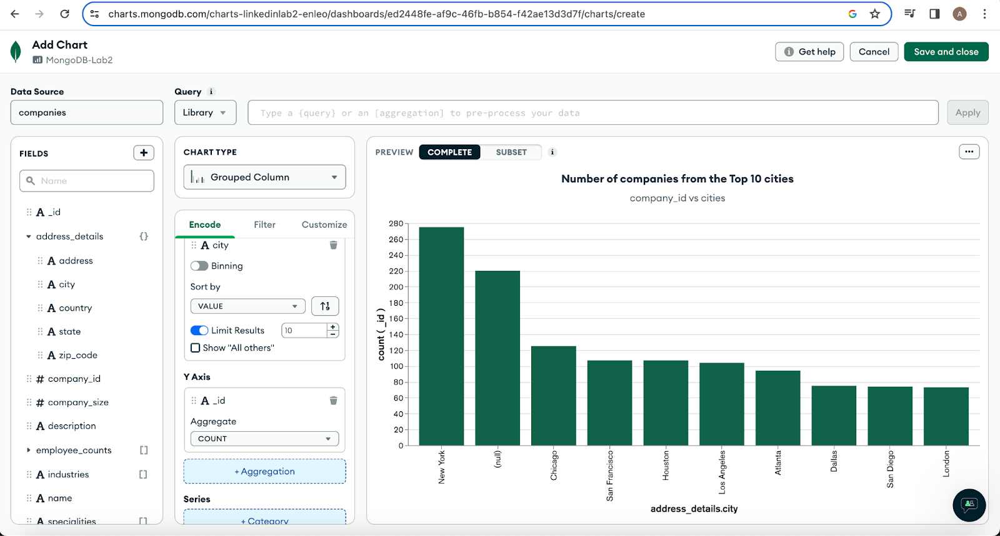 charts.mongodb.com/charts-linkedinlab2-enleo/dashboards/ed2448fe-af9c-46fb-b854-f42ae13d3d7f/charts/create
A
Add Chart
MongoDB-Lab2
Get help
Cancel
Save and close
Data Source
companies
Query
Library
Type a {query} or an [aggregation] to pre-process your data
Apply
FIELDS
+
Name
A _id
address_details {}
A address
A city
A country
A state
A zip_code
# company_id
# company_size
A description
employee_counts []
A industries []
A name
A specialities []
CHART TYPE
Grouped Column
Encode Filter Customize
A city
Binning
Sort by
VALUE
Limit Results 10 + −
Show "All others"
Y Axis
A _id
Aggregate
COUNT
+ Aggregation
Series
+ Category
PREVIEW COMPLETE SUBSET
Number of companies from the Top 10 cities
company_id vs cities
280
260
240
220
200
180
160
140
120
100
80
60
40
20
0
count ( _id )
New York
(null)
Chicago
San Francisco
Houston
Los Angeles
Atlanta
Dallas
San Diego
London
address_details.city